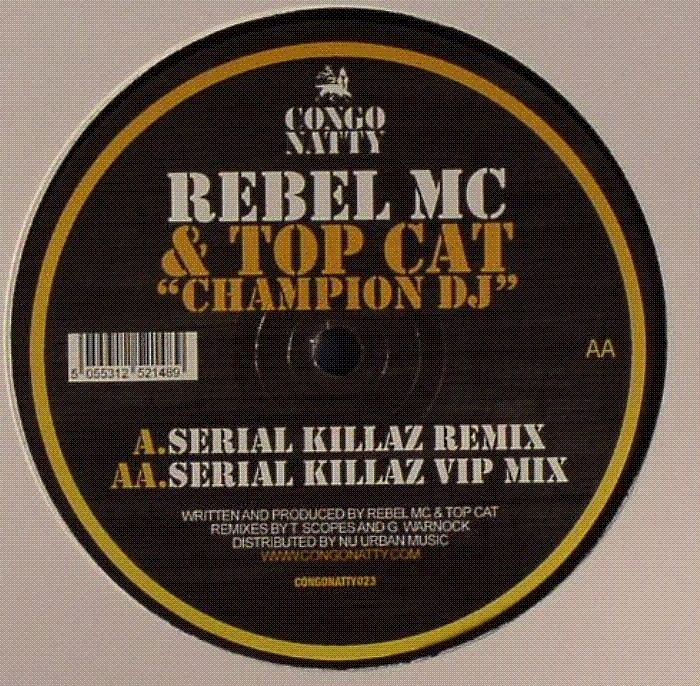 CONGO
NATTY
REBEL MC
& TOP CAT
“CHAMPION DJ”
5 055312 521489
AA
A.SERIAL KILLAZ REMIX
AA.SERIAL KILLAZ VIP MIX
WRITTEN AND PRODUCED BY REBEL MC & TOP CAT
REMIXES BY T. SCOPES AND G. WARNOCK
DISTRIBUTED BY NU URBAN MUSIC
WWW.CONGONATTY.COM
CONGONATTY023